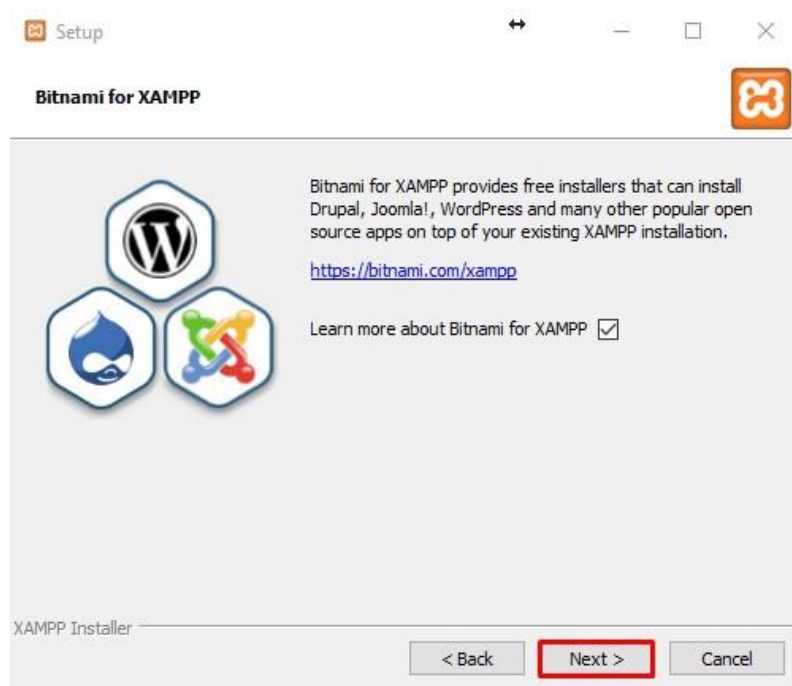 Setup
Bitnami for XAMPP
Bitnami for XAMPP provides free installers that can install
Drupal, Joomla!, WordPress and many other popular open
source apps on top of your existing XAMPP installation.
https://bitnami.com/xampp
Learn more about Bitnami for XAMPP
XAMPP Installer
< Back
Next >
Cancel